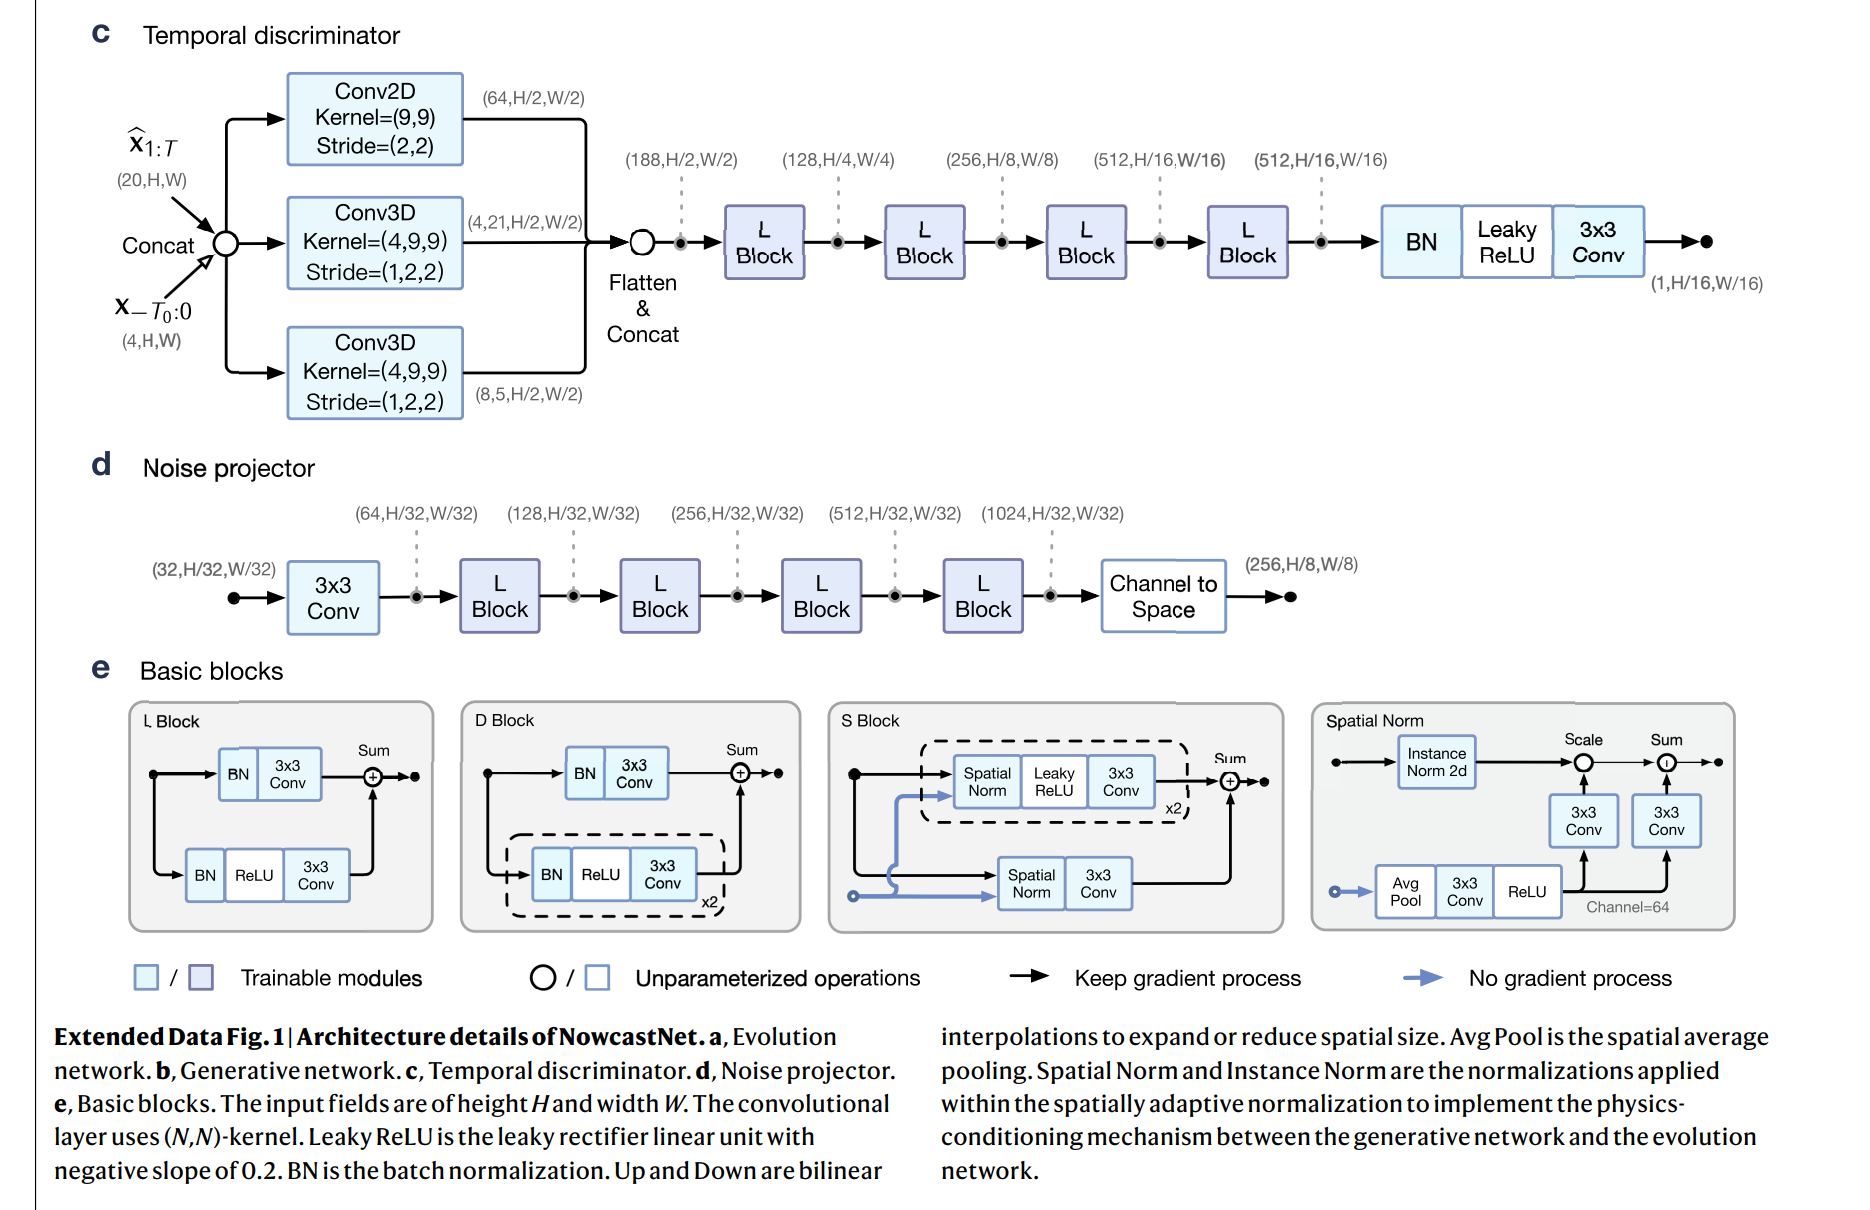 c Temporal discriminator
Conv2D
Kernel=(9,9)
Stride=(2,2)
(64,H/2,W/2)
x̂1:T
(20,H,W)
Concat
x−T0:0
(4,H,W)
Conv3D
Kernel=(4,9,9)
Stride=(1,2,2)
(4,21,H/2,W/2)
Conv3D
Kernel=(4,9,9)
Stride=(1,2,2)
(8,5,H/2,W/2)
Flatten
&
Concat
(188,H/2,W/2)
L
Block
(128,H/4,W/4)
L
Block
(256,H/8,W/8)
L
Block
(512,H/16,W/16)
L
Block
(512,H/16,W/16)
BN
Leaky
ReLU
3x3
Conv
(1,H/16,W/16)
d Noise projector
(32,H/32,W/32)
3x3
Conv
(64,H/32,W/32)
L
Block
(128,H/32,W/32)
L
Block
(256,H/32,W/32)
L
Block
(512,H/32,W/32)
L
Block
(1024,H/32,W/32)
Channel to
Space
(256,H/8,W/8)
e Basic blocks
L Block
BN
3x3
Conv
Sum
BN
ReLU
3x3
Conv
D Block
BN
3x3
Conv
Sum
BN
ReLU
3x3
Conv
x2
S Block
Spatial
Norm
Leaky
ReLU
3x3
Conv
x2
Sum
Spatial
Norm
3x3
Conv
Spatial Norm
Instance
Norm 2d
Scale
Sum
3x3
Conv
3x3
Conv
Avg
Pool
3x3
Conv
ReLU
Channel=64
/ Trainable modules
/ Unparameterized operations
Keep gradient process
No gradient process
Extended Data Fig. 1 | Architecture details of NowcastNet. a, Evolution
network. b, Generative network. c, Temporal discriminator. d, Noise projector.
e, Basic blocks. The input fields are of height H and width W. The convolutional
layer uses (N,N)-kernel. Leaky ReLU is the leaky rectifier linear unit with
negative slope of 0.2. BN is the batch normalization. Up and Down are bilinear
interpolations to expand or reduce spatial size. Avg Pool is the spatial average
pooling. Spatial Norm and Instance Norm are the normalizations applied
within the spatially adaptive normalization to implement the physics-
conditioning mechanism between the generative network and the evolution
network.